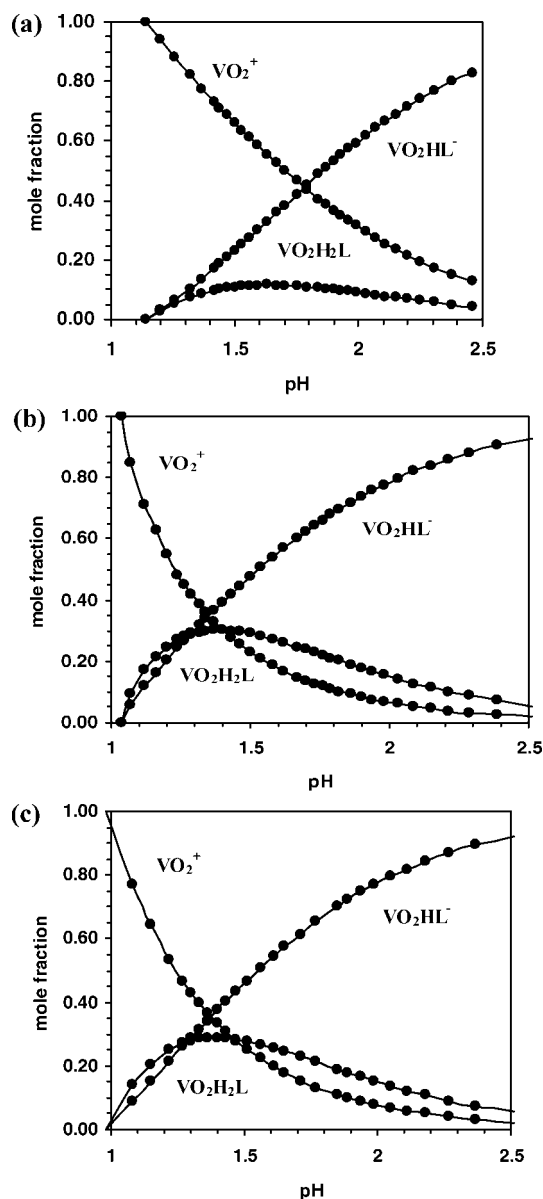 (a)
1.00
0.80
0.60
0.40
0.20
0.00
mole fraction
VO₂⁺
VO₂HL⁻
VO₂H₂L
1 1.5 2 2.5
pH
(b)
1.00
0.80
0.60
0.40
0.20
0.00
mole fraction
VO₂⁺
VO₂HL⁻
VO₂H₂L
1 1.5 2 2.5
pH
(c)
1.00
0.80
0.60
0.40
0.20
0.00
mole fraction
VO₂⁺
VO₂HL⁻
VO₂H₂L
1 1.5 2 2.5
pH